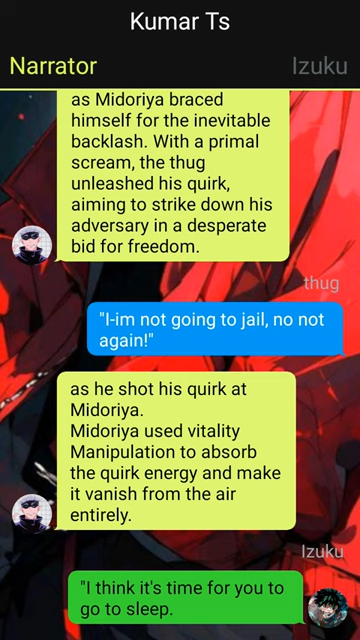 Kumar Ts
Narrator Izuku
as Midoriya braced
himself for the inevitable
backlash. With a primal
scream, the thug
unleashed his quirk,
aiming to strike down his
adversary in a desperate
bid for freedom.
thug
"I-im not going to jail, no not
again!"
as he shot his quirk at
Midoriya.
Midoriya used vitality
Manipulation to absorb
the quirk energy and make
it vanish from the air
entirely.
Izuku
"I think it's time for you to
go to sleep.